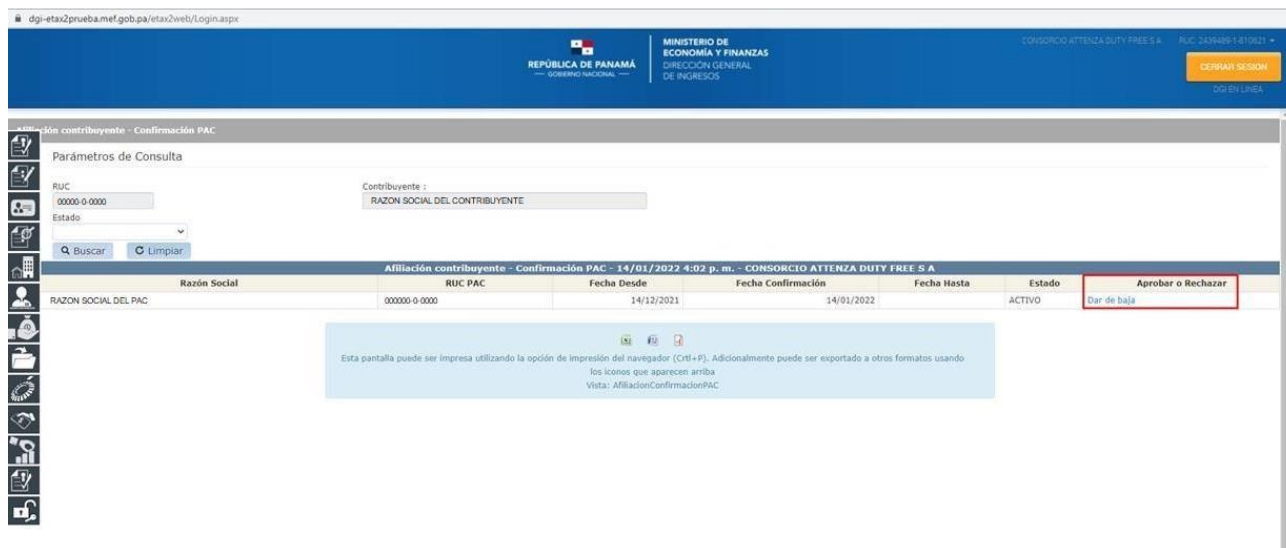 dgi-etax2prueba.mef.gob.pa/etax2web/Login.aspx
REPÚBLICA DE PANAMÁ
— GOBIERNO NACIONAL —
MINISTERIO DE
ECONOMÍA Y FINANZAS
DIRECCIÓN GENERAL
DE INGRESOS
CONSORCIO ATTENZA DUTY FREE S A RUC: 2439489-1-810621
CERRAR SESION
DGI EN LINEA
Afiliación contribuyente - Confirmación PAC
Parámetros de Consulta
RUC Contribuyente :
00000-0-0000 RAZON SOCIAL DEL CONTRIBUYENTE
Estado
Buscar Limpiar
Afiliación contribuyente - Confirmación PAC - 14/01/2022 4:02 p. m. - CONSORCIO ATTENZA DUTY FREE S A
Razón Social RUC PAC Fecha Desde Fecha Confirmación Fecha Hasta Estado Aprobar o Rechazar
RAZON SOCIAL DEL PAC 000000-0-0000 14/12/2021 14/01/2022 ACTIVO Dar de baja
Esta pantalla puede ser impresa utilizando la opción de impresión del navegador (Crtl+P). Adicionalmente puede ser exportado a otros formatos usando
los iconos que aparecen arriba
Vista: AfiliacionConfirmacionPAC